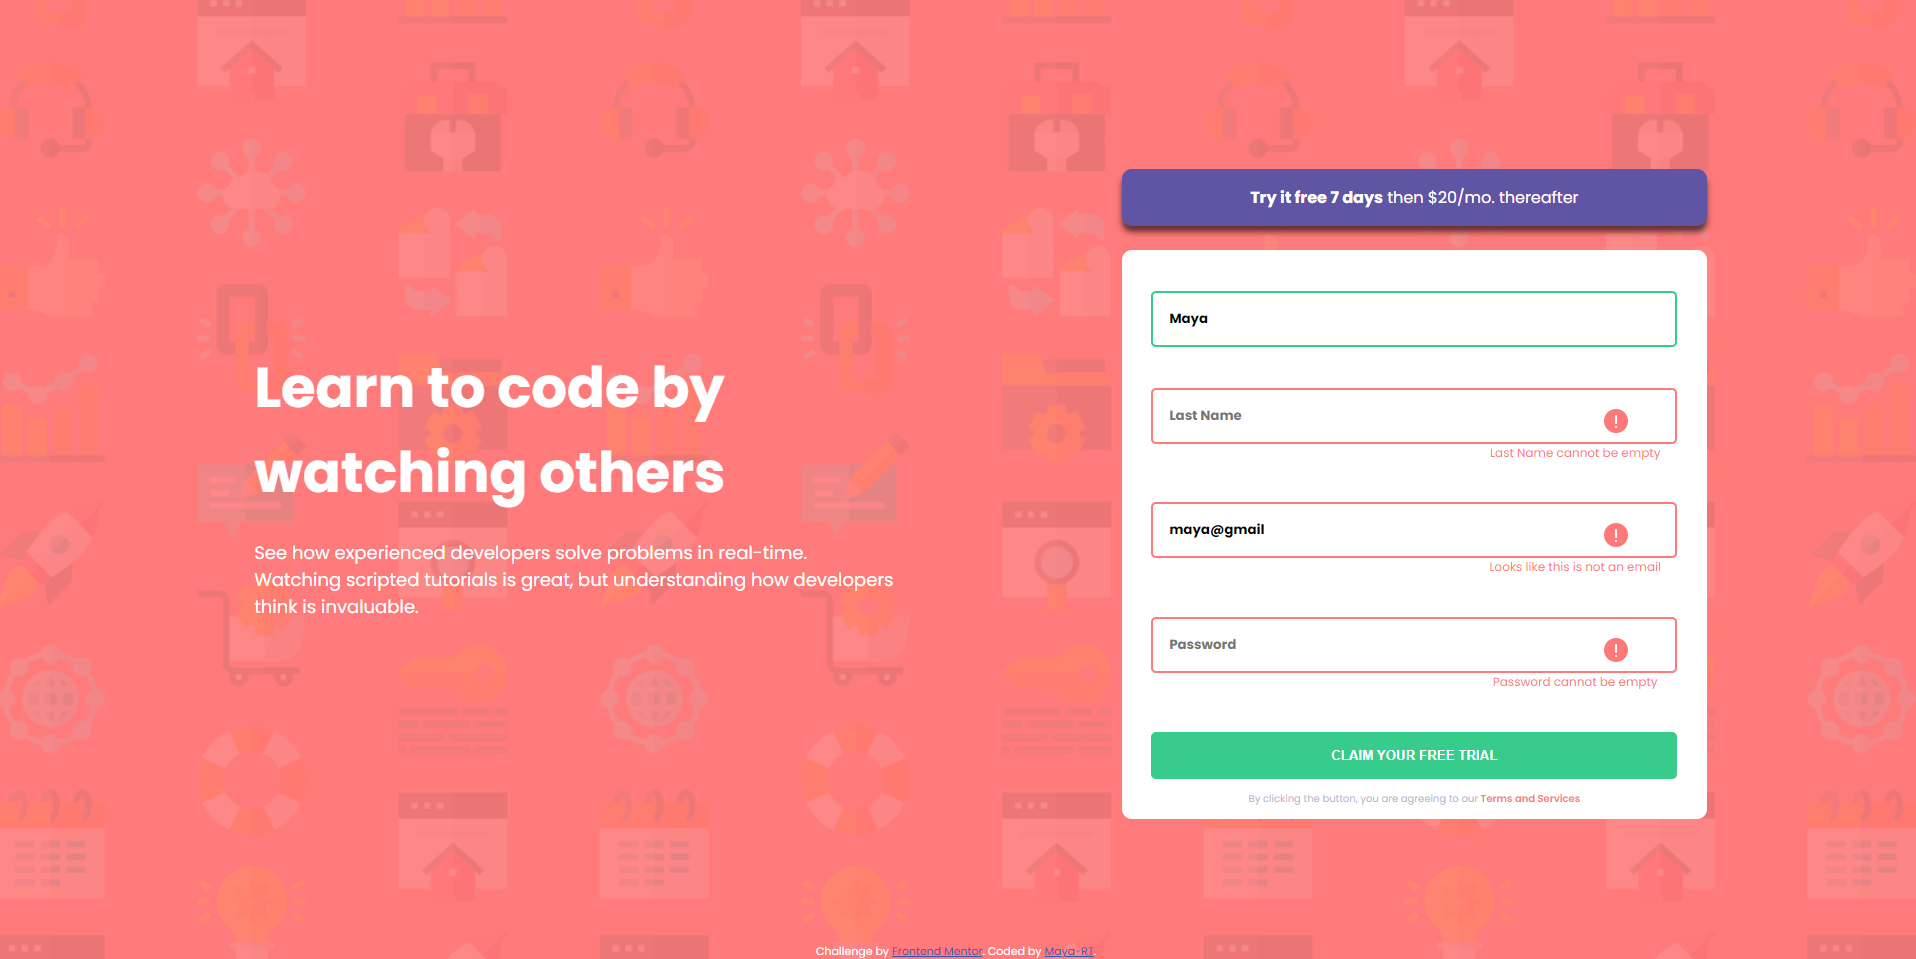 Learn to code by
watching others
See how experienced developers solve problems in real-time.
Watching scripted tutorials is great, but understanding how developers
think is invaluable.
Try it free 7 days then $20/mo. thereafter
Maya
Last Name
!
Last Name cannot be empty
maya@gmail
!
Looks like this is not an email
Password
!
Password cannot be empty
CLAIM YOUR FREE TRIAL
By clicking the button, you are agreeing to our Terms and Services
Challenge by Frontend Mentor. Coded by Maya-RT.